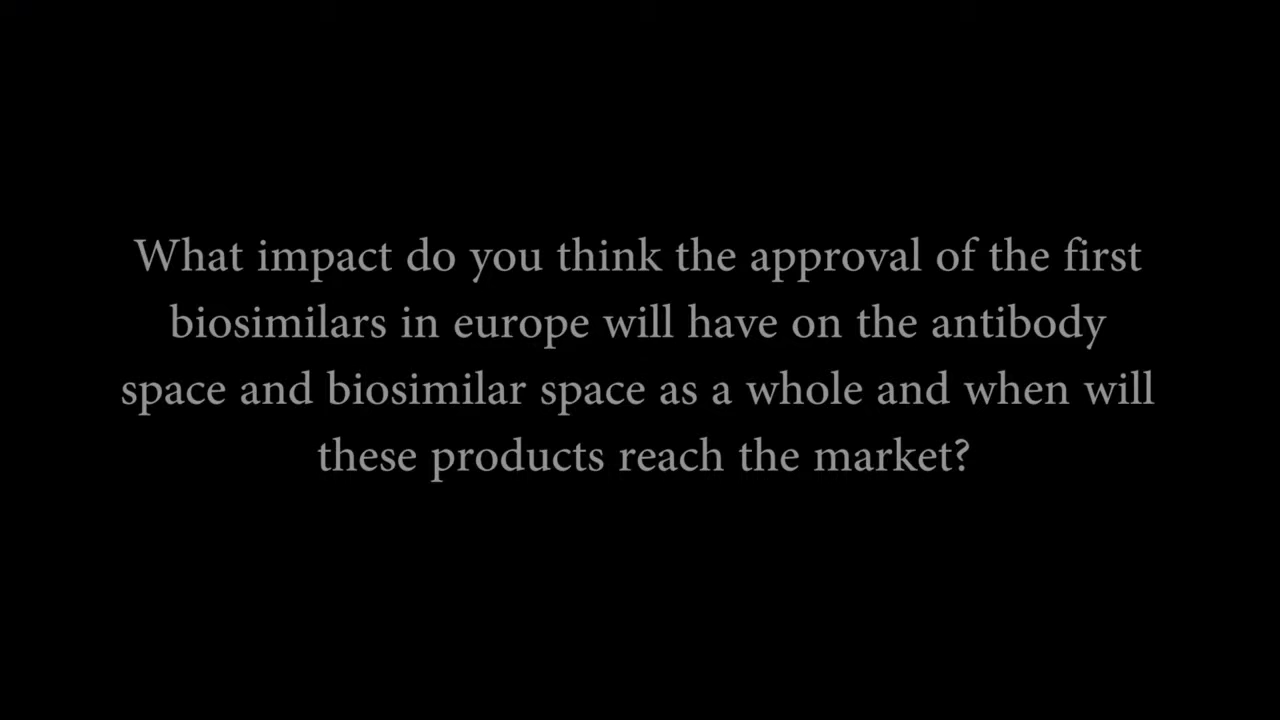 What impact do you think the approval of the first
biosimilars in europe will have on the antibody
space and biosimilar space as a whole and when will
these products reach the market?